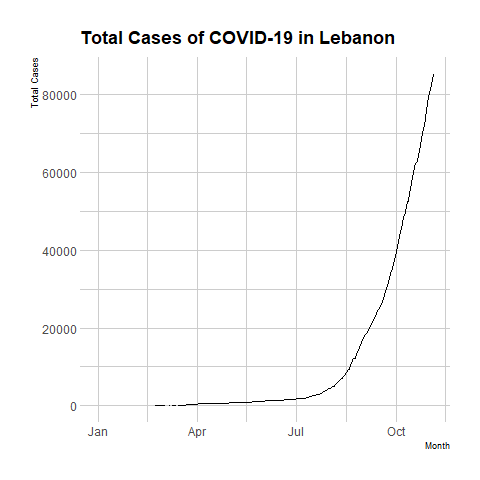 Total Cases of COVID-19 in Lebanon
Total Cases
80000
60000
40000
20000
0
Jan Apr Jul Oct
Month